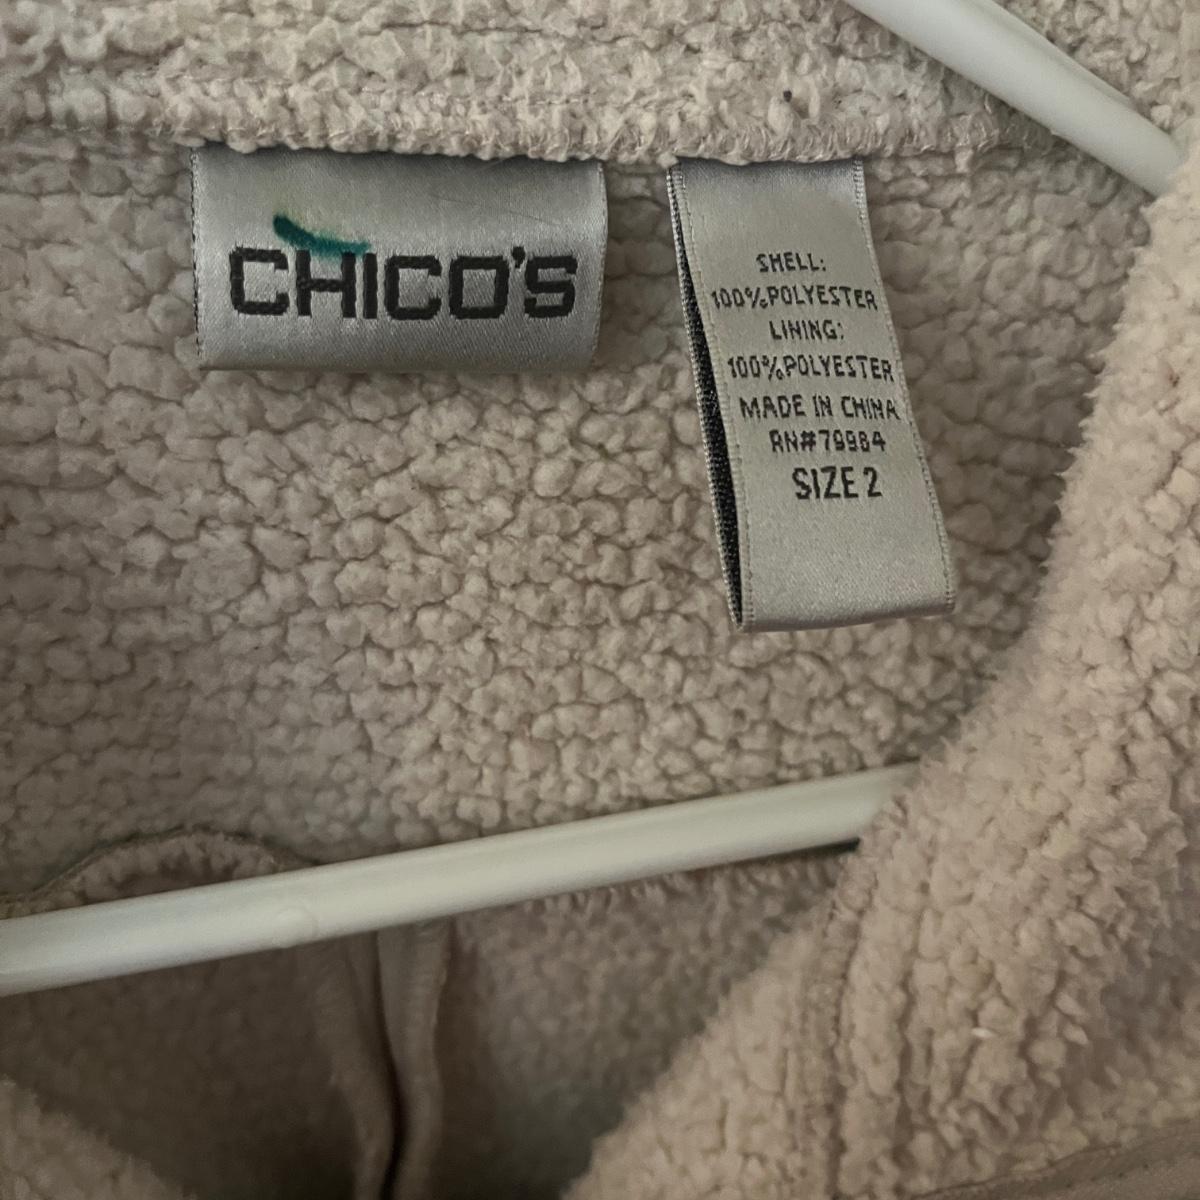 CHICO'S
SHELL:
100%POLYESTER
LINING:
100%POLYESTER
MADE IN CHINA
RN#79984
SIZE 2